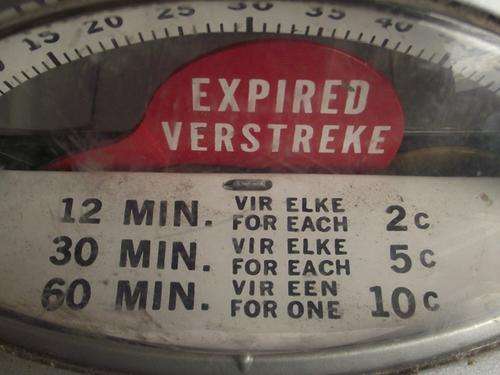 15 20 25 30 35 40
EXPIRED
VERSTREKE
12 MIN. VIR ELKE FOR EACH 2c
30 MIN. VIR ELKE FOR EACH 5c
60 MIN. VIR EEN FOR ONE 10c